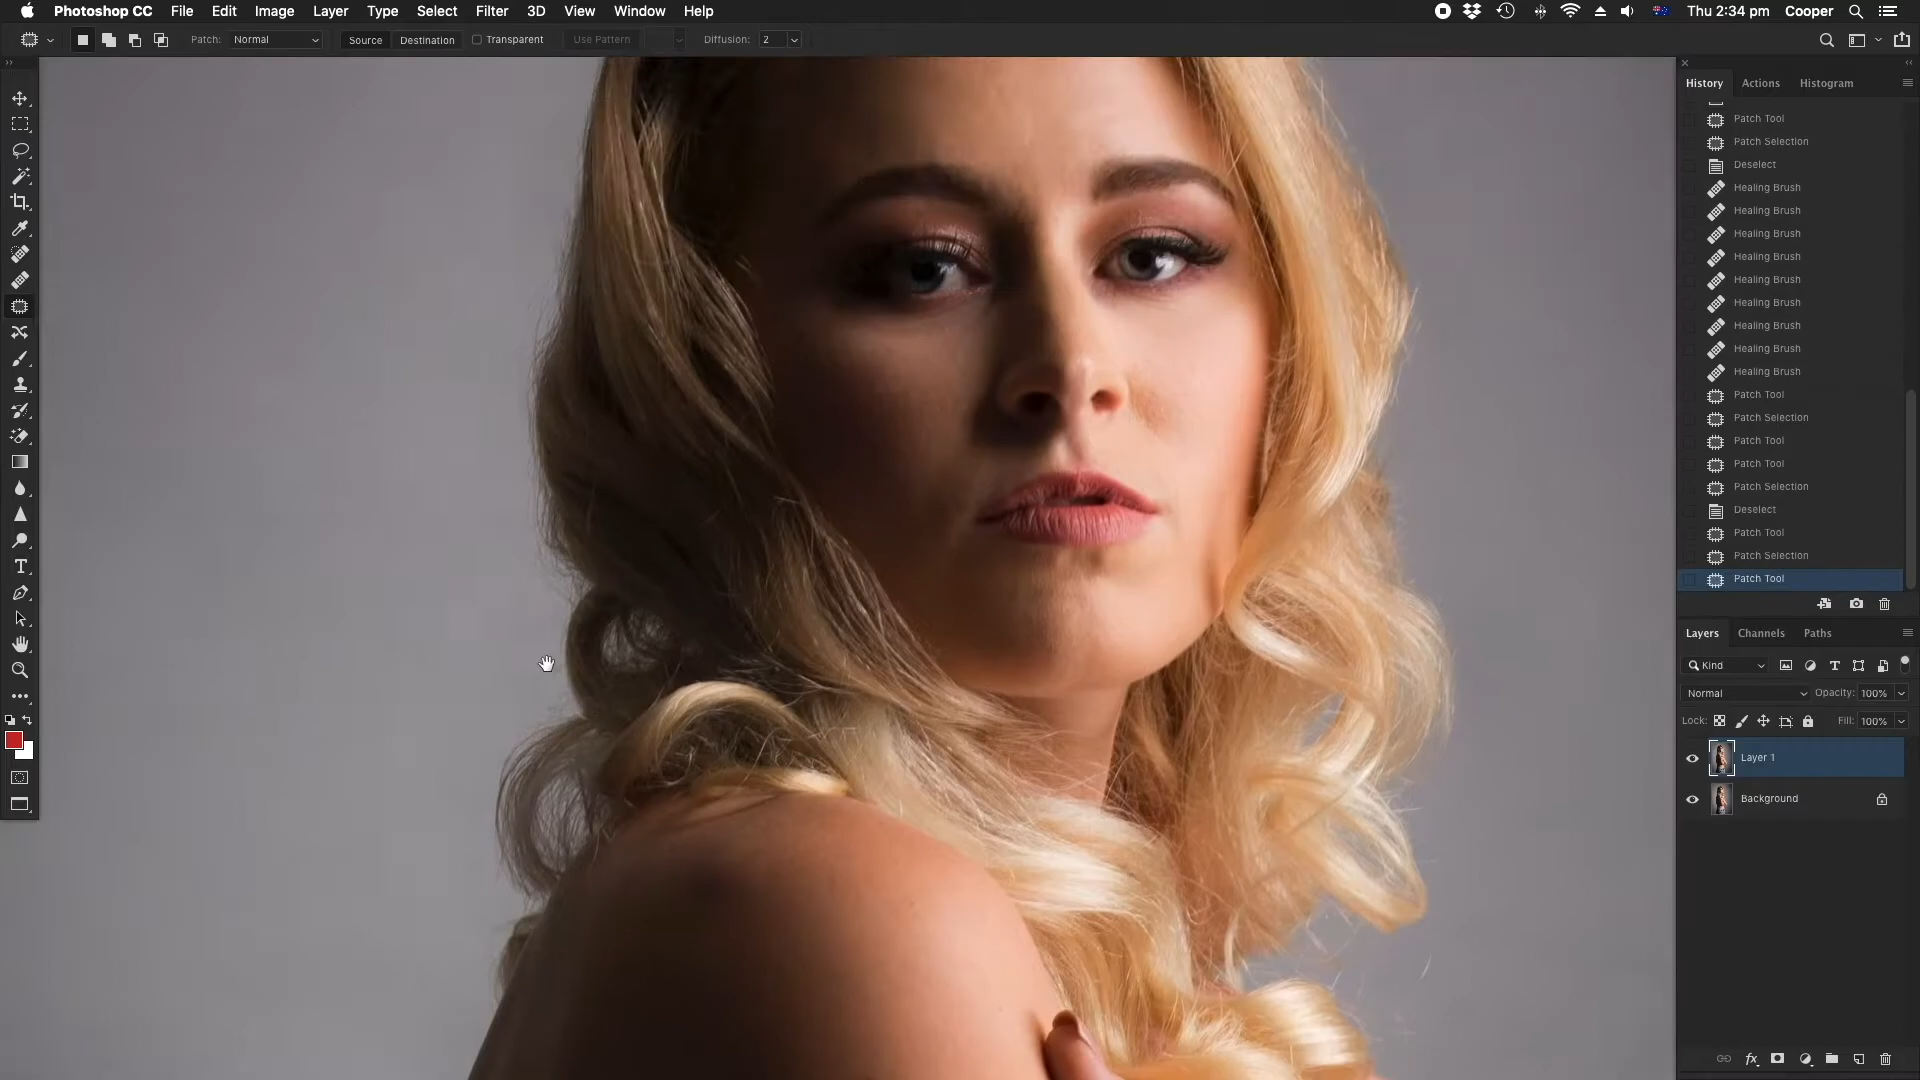 Photoshop CC File Edit Image Layer Type Select Filter 3D View Window Help Thu 2:34 pm Cooper
Patch: Normal Source Destination Transparent Use Pattern Diffusion: 2
History Actions Histogram
Patch Tool
Patch Selection
Deselect
Healing Brush
Healing Brush
Healing Brush
Healing Brush
Healing Brush
Healing Brush
Healing Brush
Healing Brush
Healing Brush
Patch Tool
Patch Selection
Patch Tool
Patch Tool
Patch Selection
Deselect
Patch Tool
Patch Selection
Patch Tool
Layers Channels Paths
Kind
Normal Opacity: 100%
Lock: Fill: 100%
Layer 1
Background
fx